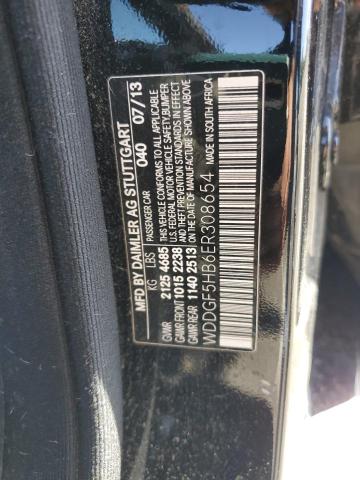 MFD BY DAIMLER AG STUTTGART
PASSENGER CAR 040 07/13
KG LBS THIS VEHICLE CONFORMS TO ALL APPLICABLE
GVWR 2125 4685 U.S. FEDERAL MOTOR VEHICLE SAFETY, BUMPER
GAWR FRONT 1015 2238 AND THEFT PREVENTION STANDARDS IN EFFECT
GAWR REAR 1140 2513 ON THE DATE OF MANUFACTURE SHOWN ABOVE
WDDGF5HB6ER308654 MADE IN SOUTH AFRICA